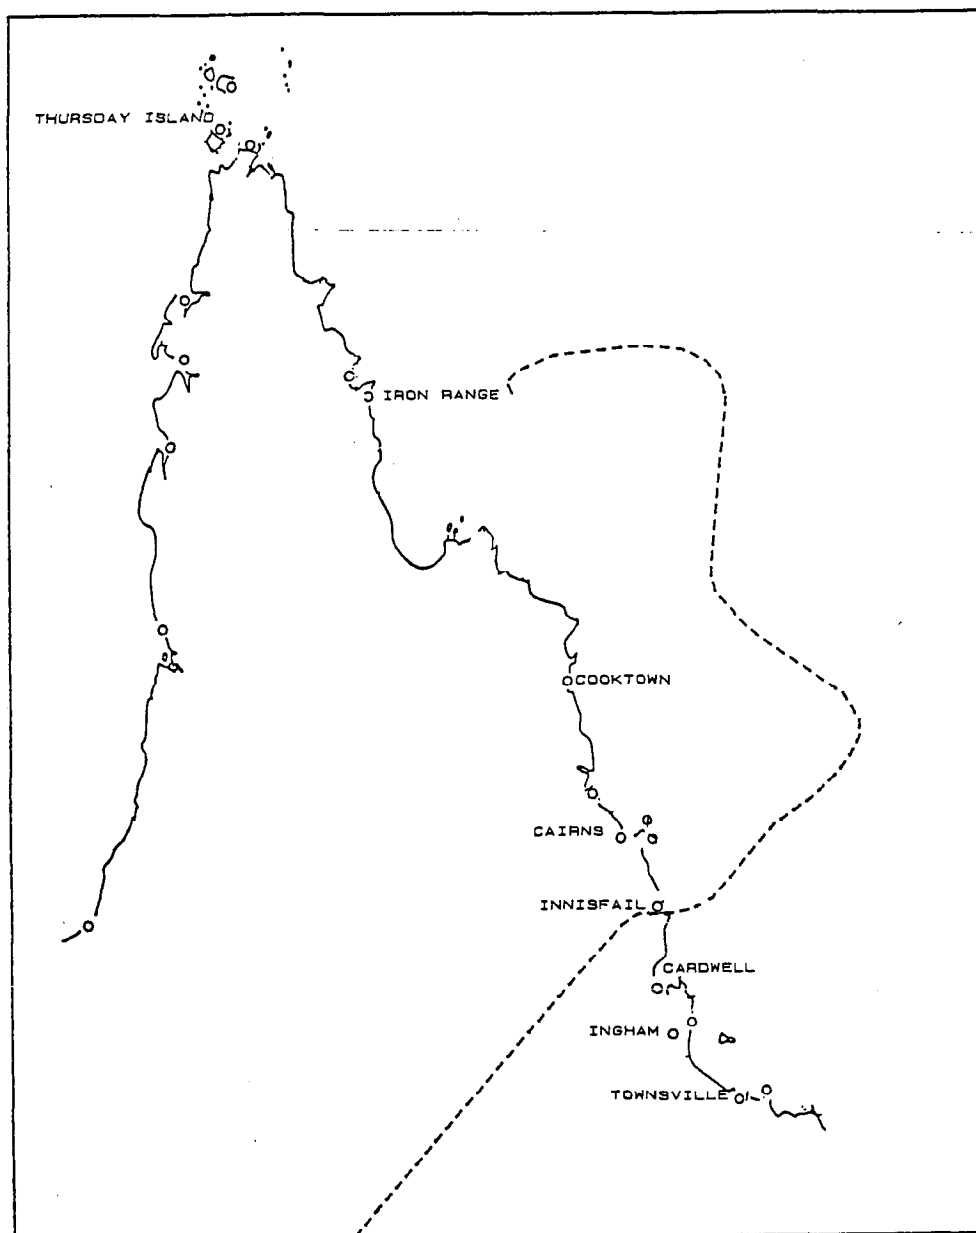 THURSDAY ISLAND
IRON RANGE
COOKTOWN
CAIRNS
INNISFAIL
CARDWELL
INGHAM
TOWNSVILLE